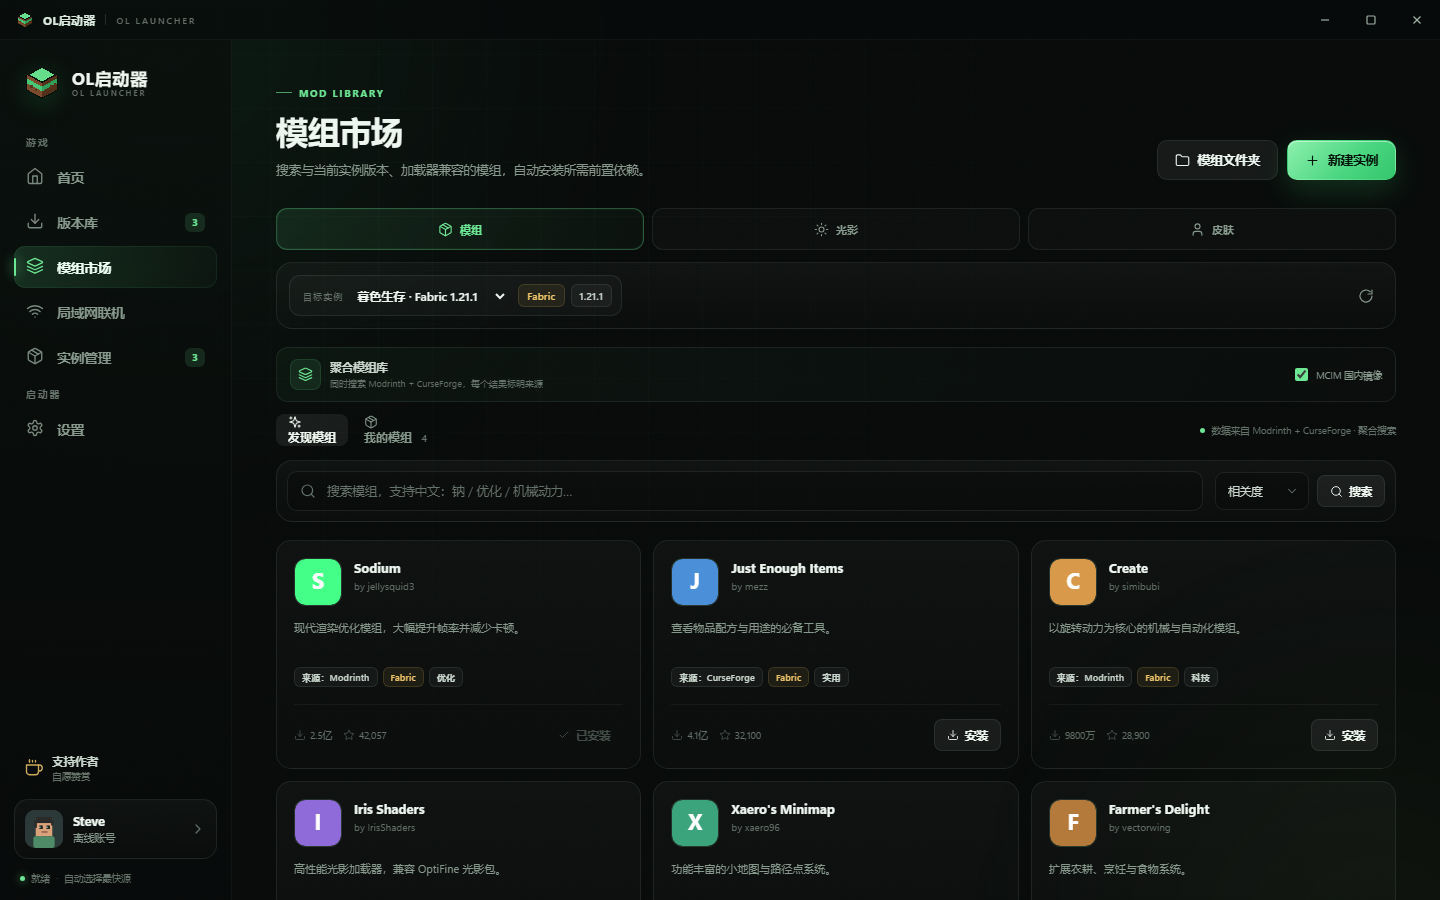 OL启动器 OL LAUNCHER
OL启动器
OL LAUNCHER
游戏
首页
版本库 3
模组市场
局域网联机
实例管理 3
启动器
设置
支持作者
自愿赞赏
Steve
离线账号
就绪 · 自动选择最快源
MOD LIBRARY
模组市场
搜索与当前实例版本、加载器兼容的模组，自动安装所需前置依赖。
模组文件夹
新建实例
模组
光影
皮肤
目标实例 暮色生存 · Fabric 1.21.1 Fabric 1.21.1
聚合模组库
同时搜索 Modrinth + CurseForge，每个结果标明来源
MCIM 国内镜像
发现模组
我的模组 4
数据来自 Modrinth + CurseForge · 聚合搜索
搜索模组，支持中文：钠 / 优化 / 机械动力...
相关度
搜索
S
Sodium
by jellysquid3
现代渲染优化模组，大幅提升帧率并减少卡顿。
来源：Modrinth Fabric 优化
2.5亿 42,057 已安装
J
Just Enough Items
by mezz
查看物品配方与用途的必备工具。
来源：CurseForge Fabric 实用
4.1亿 32,100 安装
C
Create
by simibubi
以旋转动力为核心的机械与自动化模组。
来源：Modrinth Fabric 科技
9800万 28,900 安装
I
Iris Shaders
by IrisShaders
高性能光影加载器，兼容 OptiFine 光影包。
X
Xaero's Minimap
by xaero96
功能丰富的小地图与路径点系统。
F
Farmer's Delight
by vectorwing
扩展农耕、烹饪与食物系统。